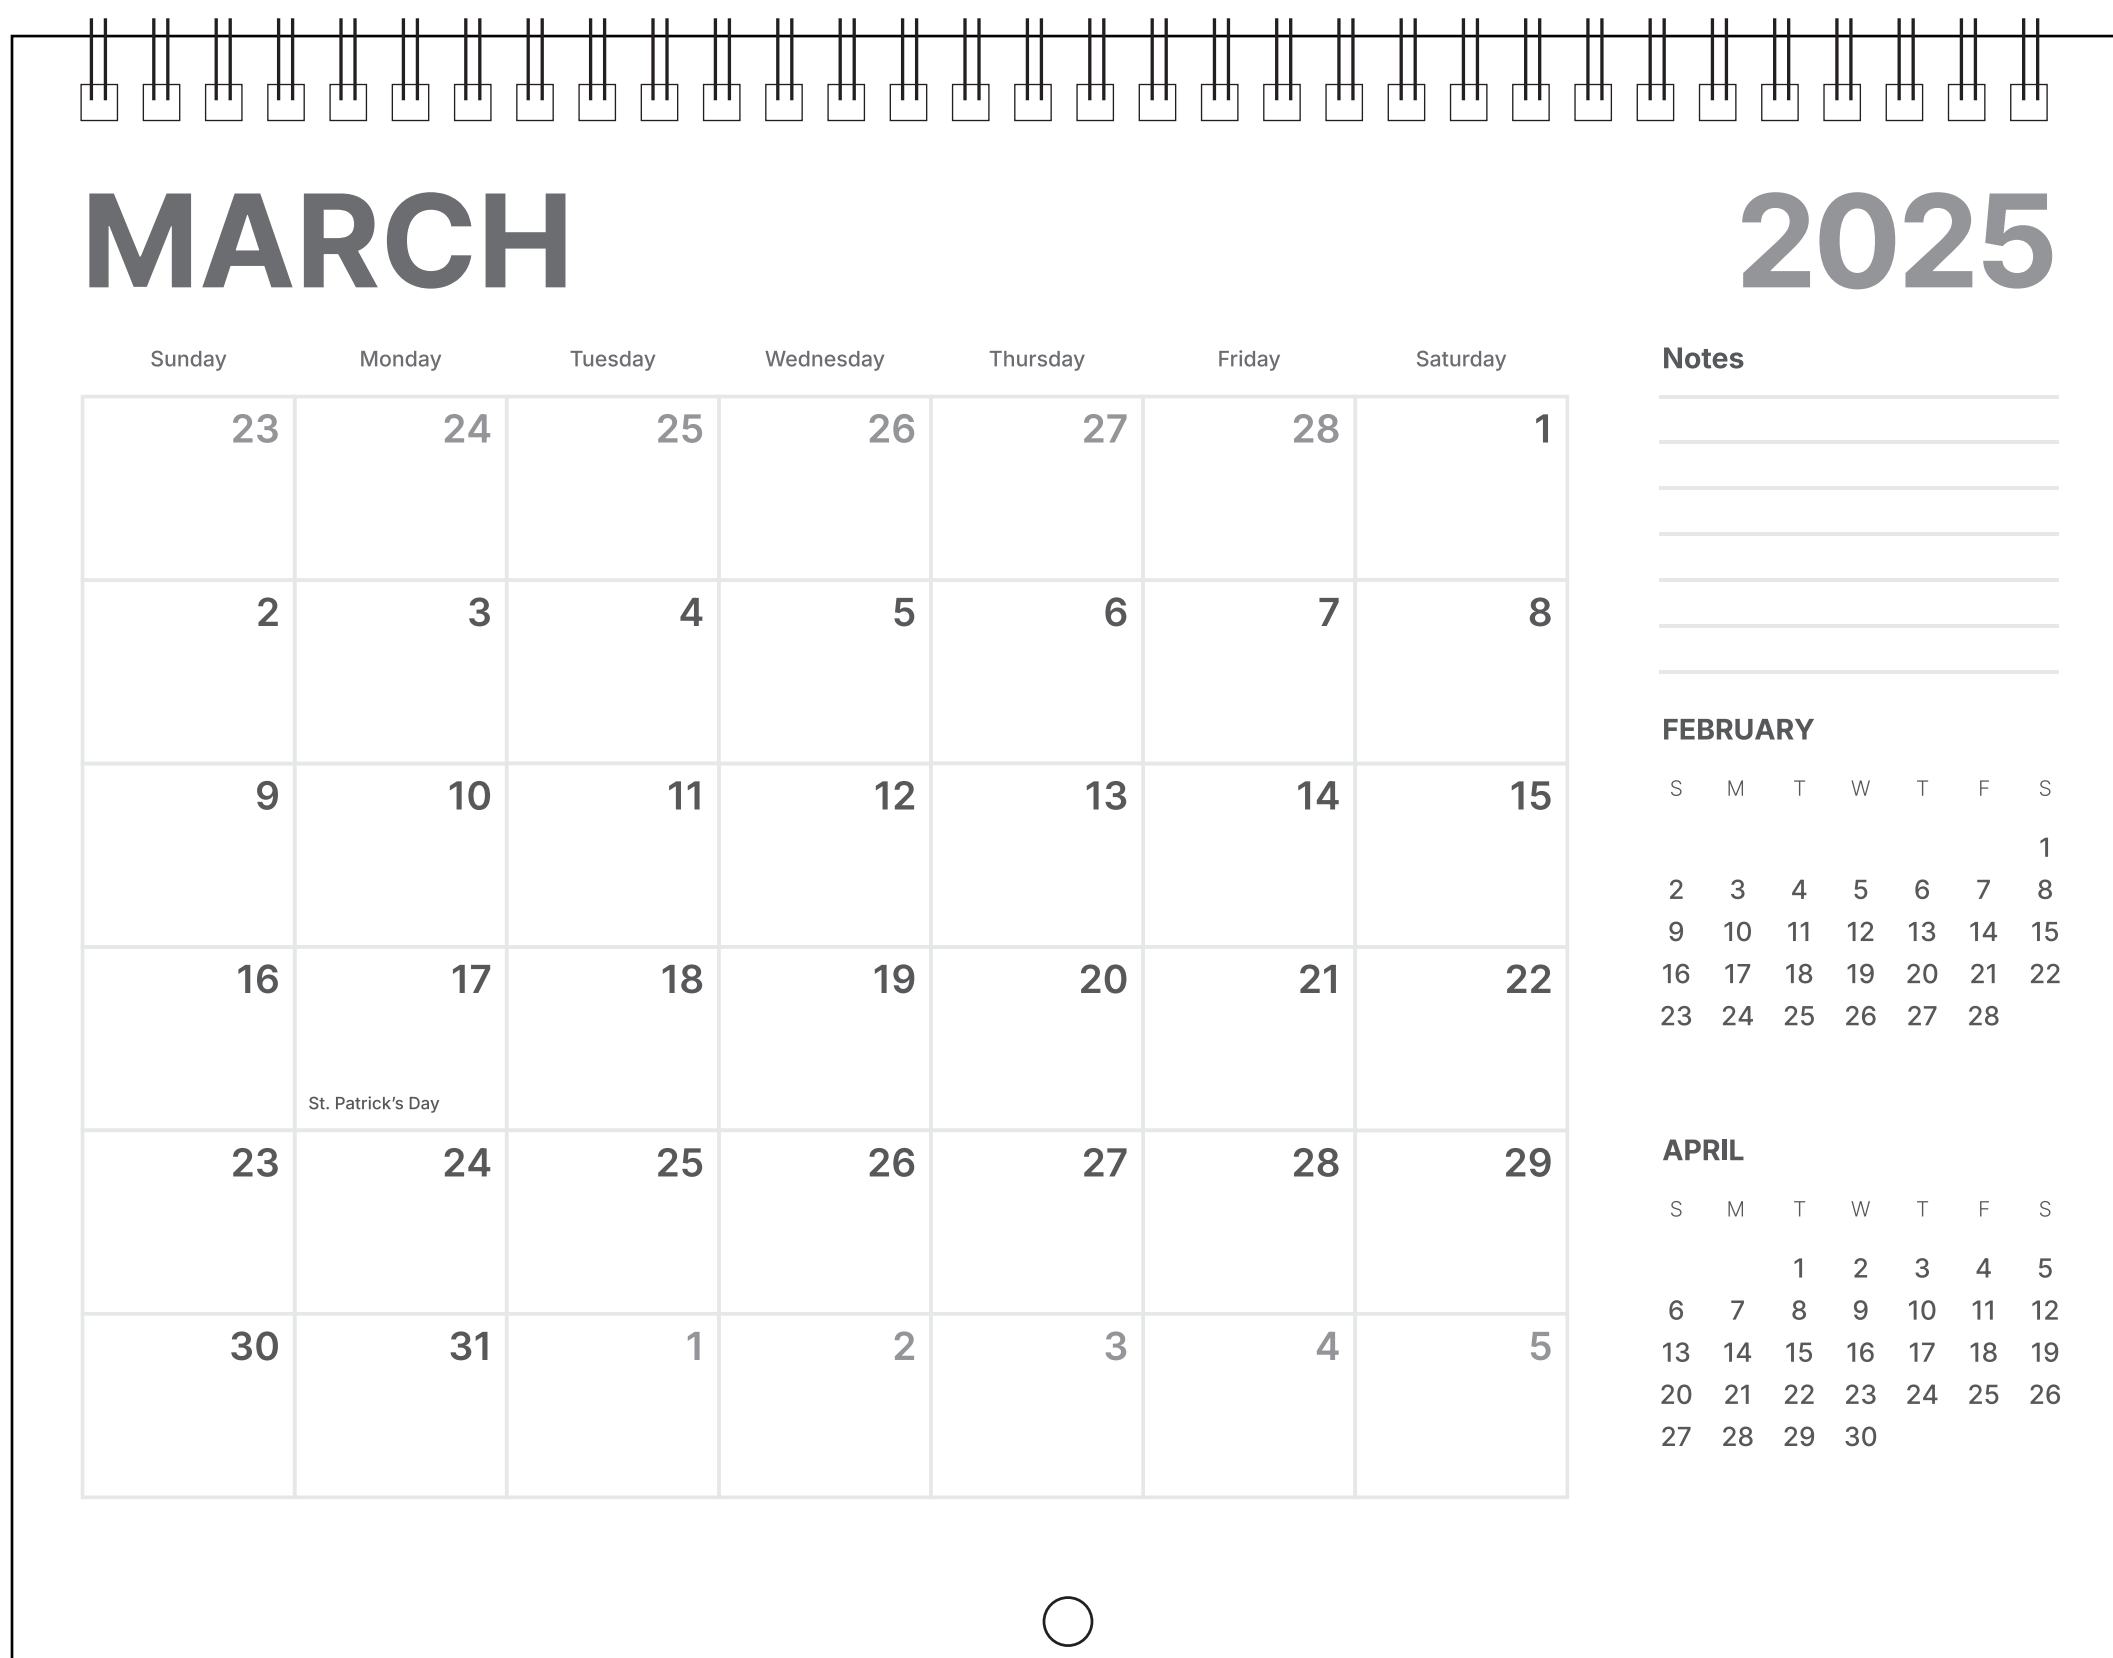 MARCH 2025
Sunday Monday Tuesday Wednesday Thursday Friday Saturday
23 24 25 26 27 28 1
2 3 4 5 6 7 8
9 10 11 12 13 14 15
16 17 18 19 20 21 22
St. Patrick’s Day
23 24 25 26 27 28 29
30 31 1 2 3 4 5
Notes
FEBRUARY
S M T W T F S
1
2 3 4 5 6 7 8
9 10 11 12 13 14 15
16 17 18 19 20 21 22
23 24 25 26 27 28
APRIL
S M T W T F S
1 2 3 4 5
6 7 8 9 10 11 12
13 14 15 16 17 18 19
20 21 22 23 24 25 26
27 28 29 30